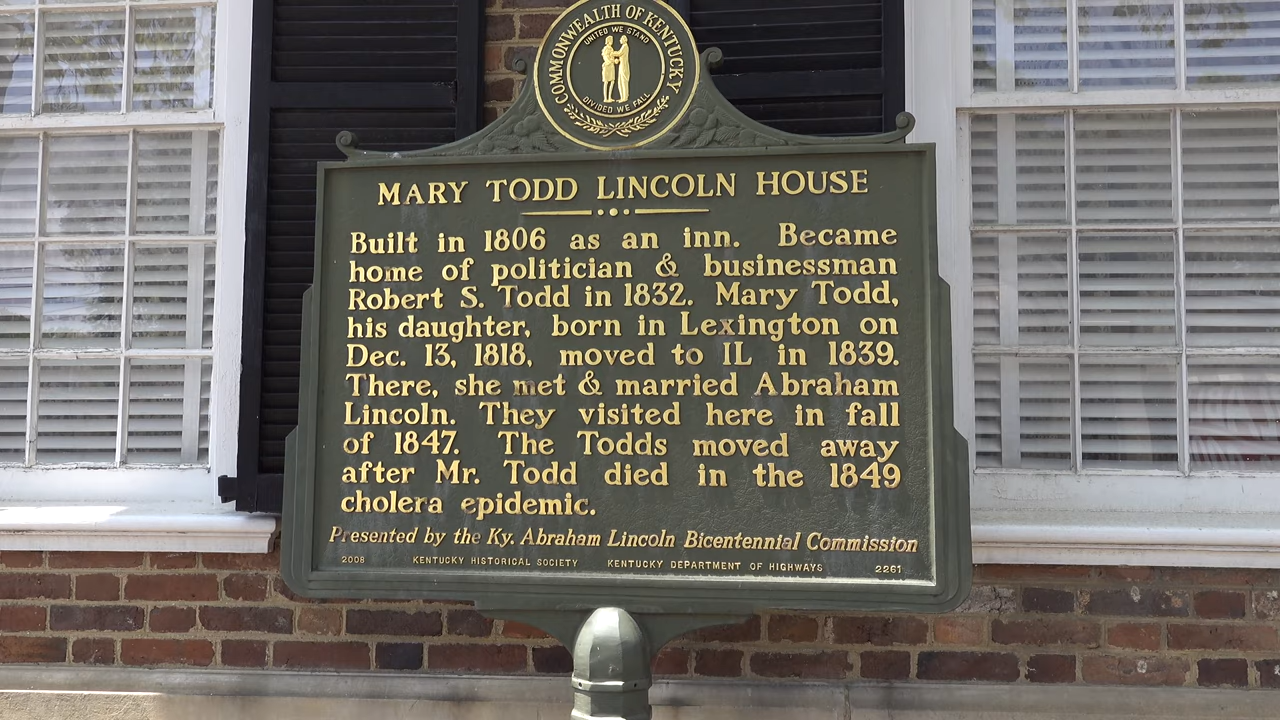 COMMONWEALTH OF KENTUCKY
UNITED WE STAND
DIVIDED WE FALL
MARY TODD LINCOLN HOUSE
Built in 1806 as an inn. Became
home of politician & businessman
Robert S. Todd in 1832. Mary Todd,
his daughter, born in Lexington on
Dec. 13, 1818, moved to IL in 1839.
There, she met & married Abraham
Lincoln. They visited here in fall
of 1847. The Todds moved away
after Mr. Todd died in the 1849
cholera epidemic.
Presented by the Ky. Abraham Lincoln Bicentennial Commission
2008 KENTUCKY HISTORICAL SOCIETY KENTUCKY DEPARTMENT OF HIGHWAYS 2261